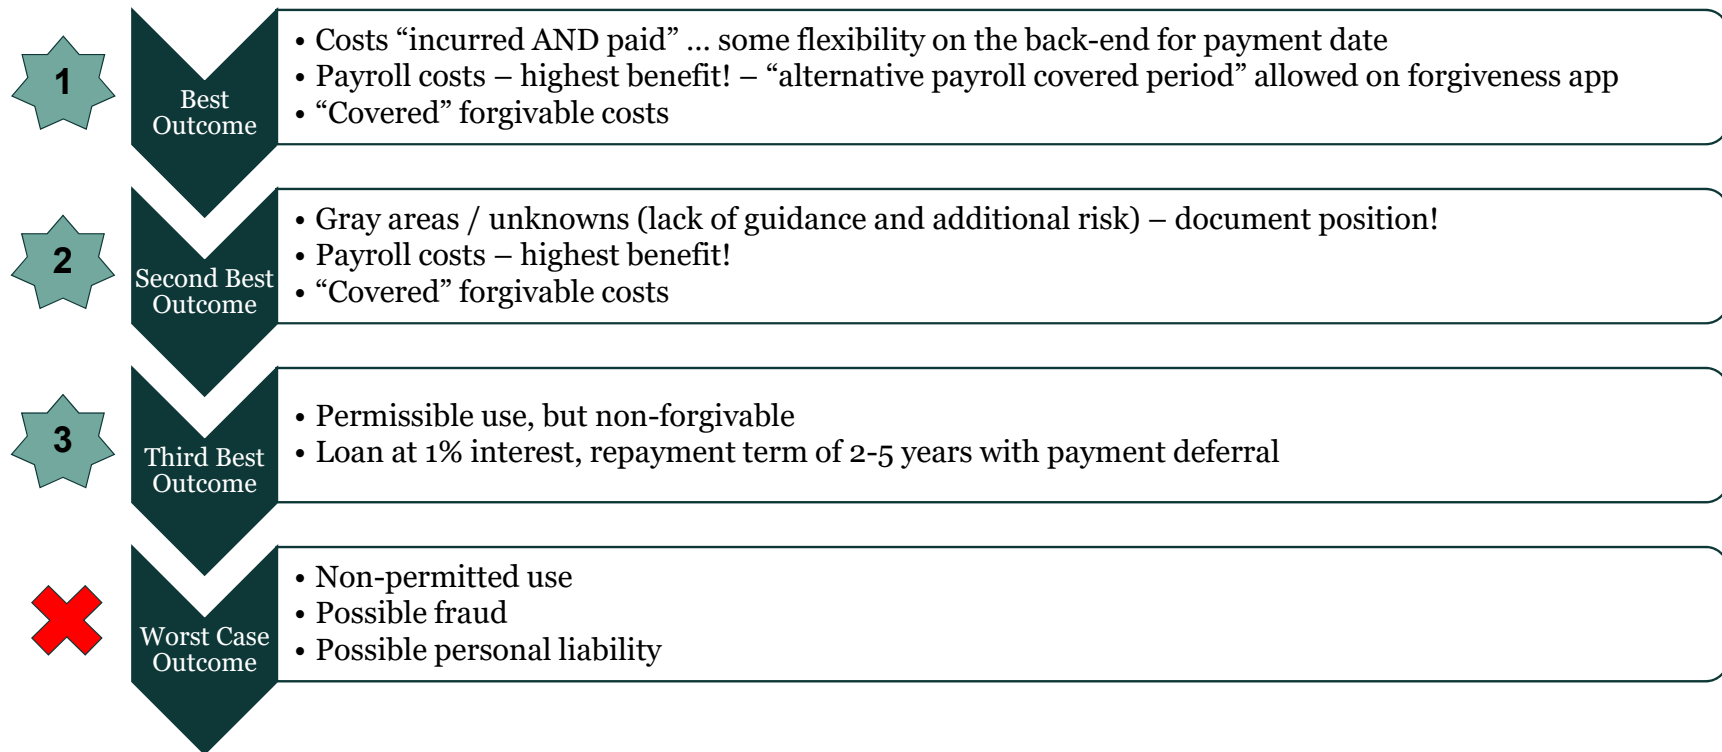 1
Best
Outcome
• Costs “incurred AND paid” ... some flexibility on the back-end for payment date
• Payroll costs – highest benefit! – “alternative payroll covered period” allowed on forgiveness app
• “Covered” forgivable costs
2
Second Best
Outcome
• Gray areas / unknowns (lack of guidance and additional risk) – document position!
• Payroll costs – highest benefit!
• “Covered” forgivable costs
3
Third Best
Outcome
• Permissible use, but non-forgivable
• Loan at 1% interest, repayment term of 2-5 years with payment deferral
Worst Case
Outcome
• Non-permitted use
• Possible fraud
• Possible personal liability